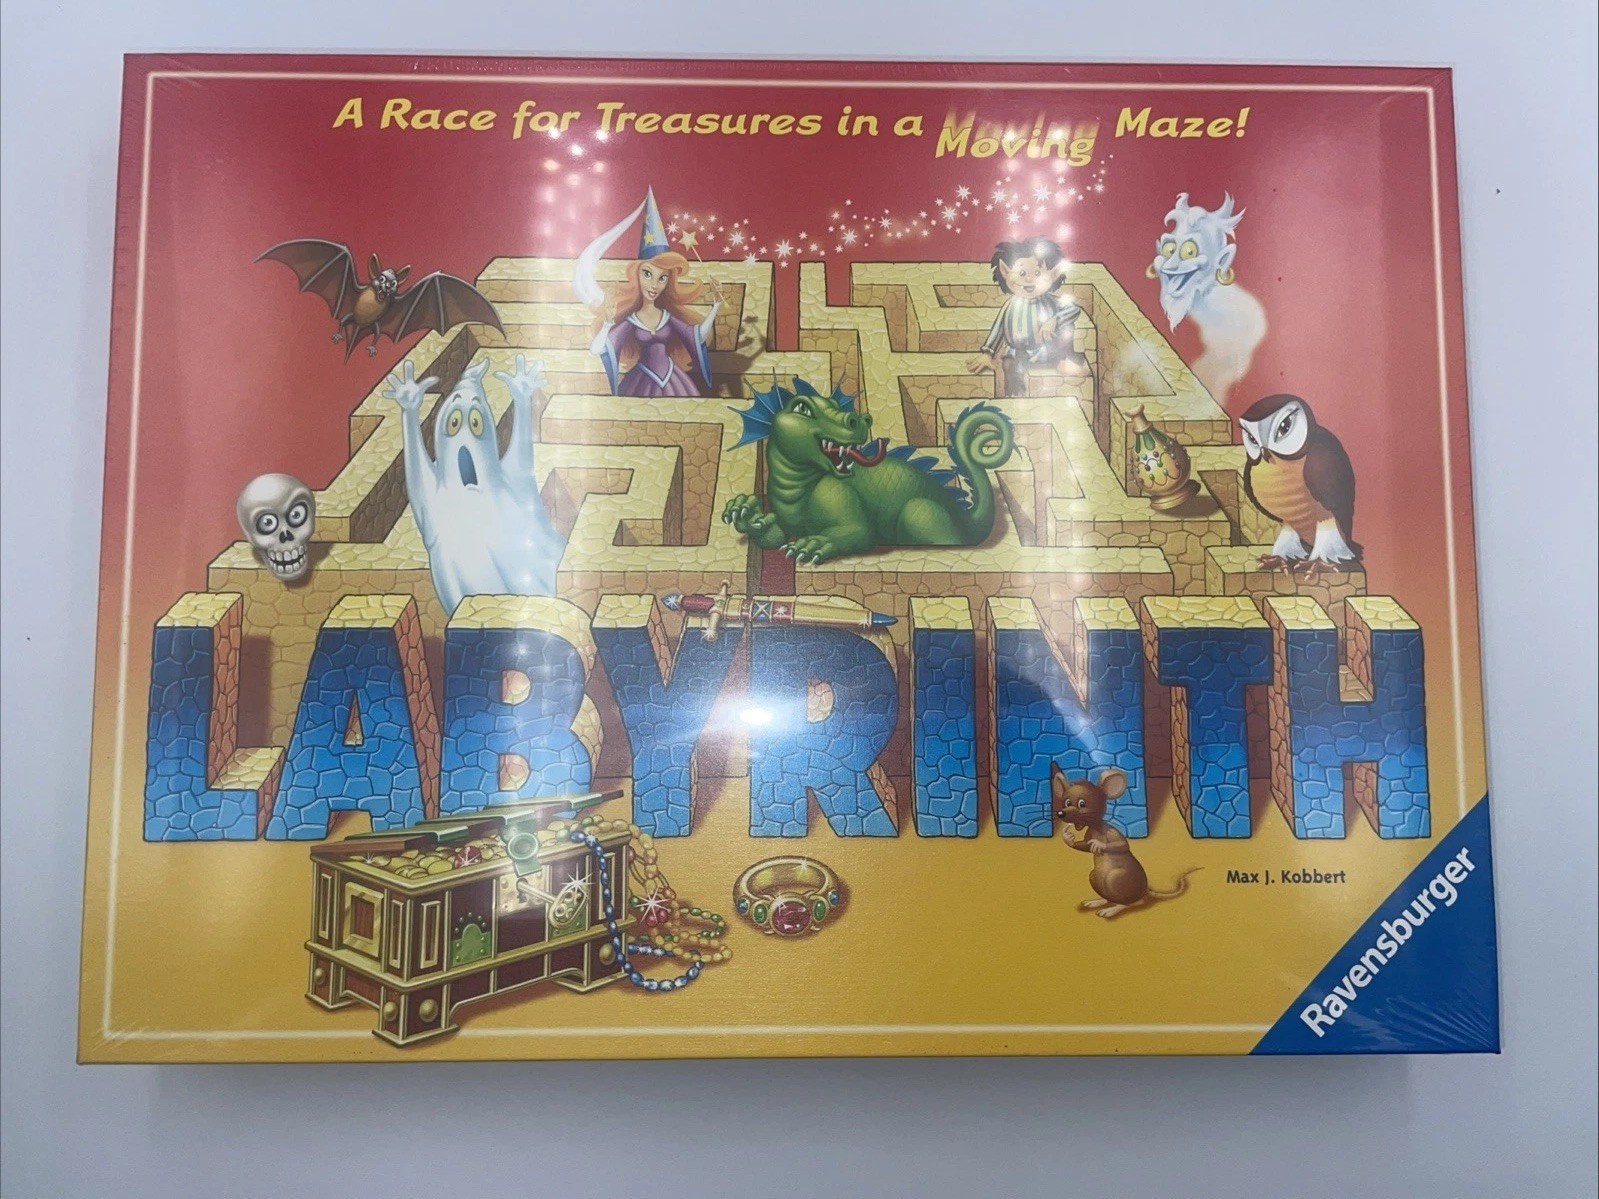 A Race for Treasures in a Moving Maze!
LABYRINTH
Max J. Kobbert
Ravensburger